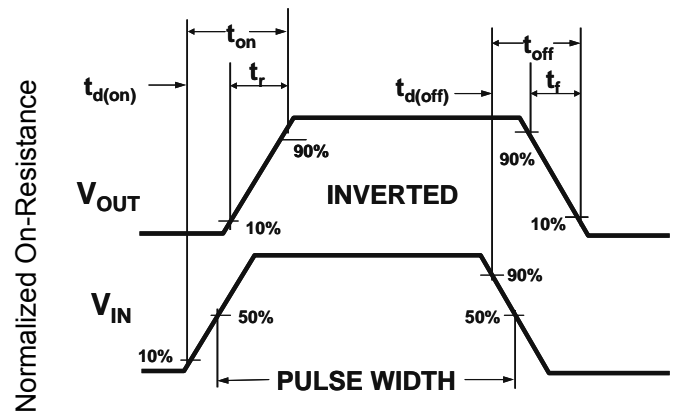 Normalized On-Resistance
t_on
t_off
t_d(on)
t_r
t_d(off)
t_f
90%
90%
V_OUT
INVERTED
10%
10%
90%
V_IN
50%
50%
10%
PULSE WIDTH